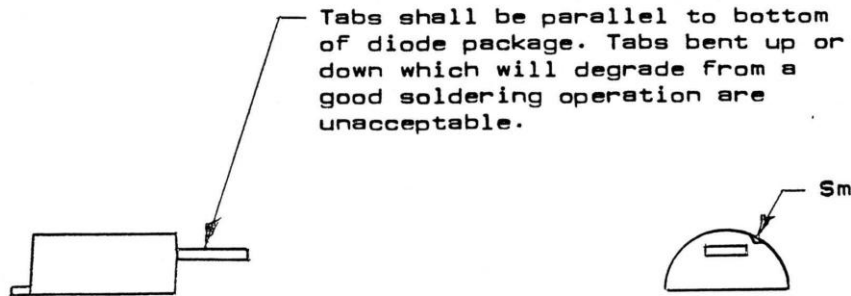 Tabs shall be parallel to bottom
of diode package. Tabs bent up or
down which will degrade from a
good soldering operation are
unacceptable.
Sm